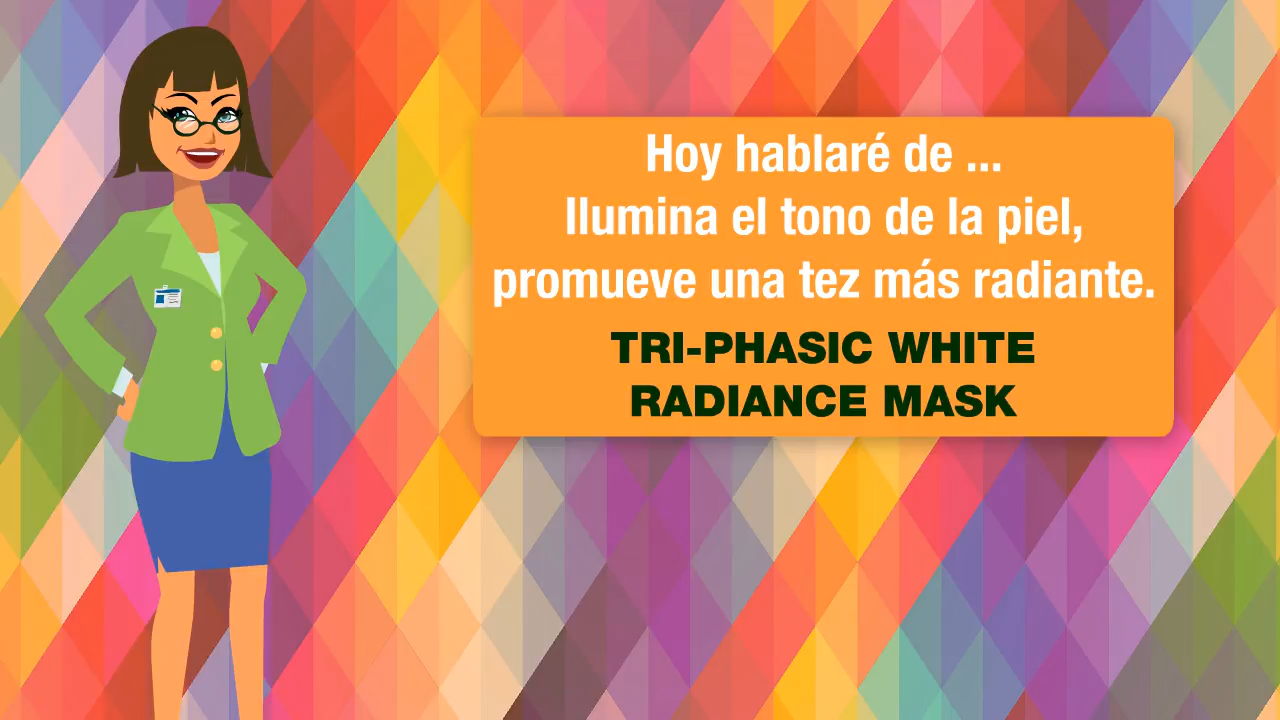 Hoy hablaré de ...
Ilumina el tono de la piel,
promueve una tez más radiante.
TRI-PHASIC WHITE
RADIANCE MASK